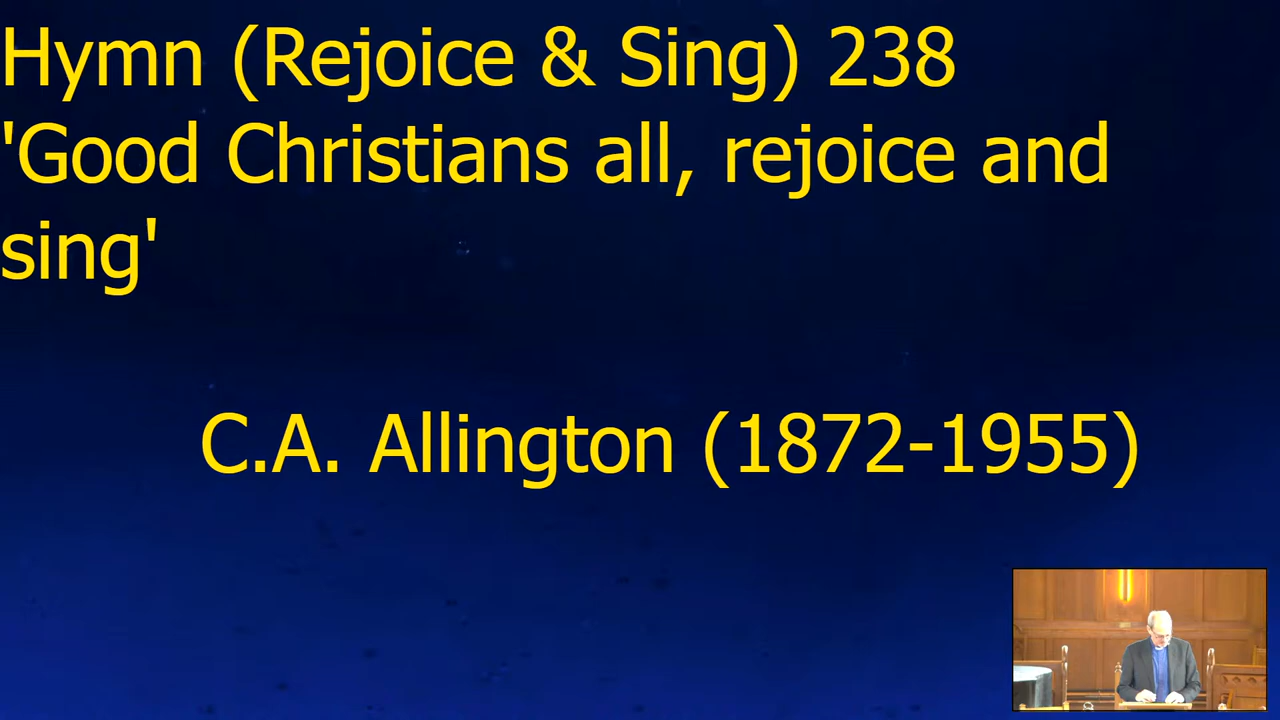 Hymn (Rejoice & Sing) 238
'Good Christians all, rejoice and
sing'
C.A. Allington (1872-1955)